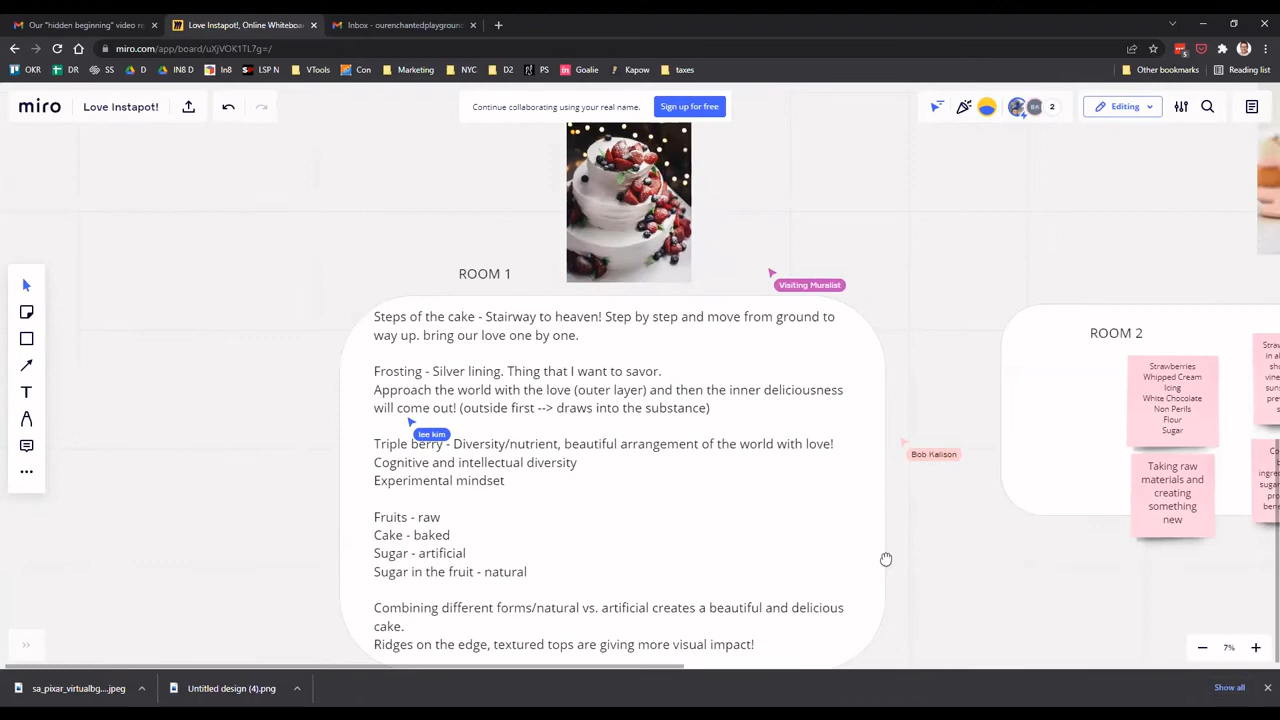 Our "hidden beginning" video re
Love Instapot!, Online Whiteboa
Inbox - ourenchantedplaygroun
miro.com/app/board/uXjVOK1TL7g=/
OKR
DR
SS
D
IN8 D
In8
LSP N
VTools
Con
Marketing
NYC
D2
PS
Goalie
Kapow
taxes
Other bookmarks
Reading list
miro
Love Instapot!
Continue collaborating using your real name.
Sign up for free
2
Editing
ROOM 1
Visiting Muralist
Steps of the cake - Stairway to heaven! Step by step and move from ground to
way up. bring our love one by one.
Frosting - Silver lining. Thing that I want to savor.
Approach the world with the love (outer layer) and then the inner deliciousness
will come out! (outside first --> draws into the substance)
lee kim
Triple berry - Diversity/nutrient, beautiful arrangement of the world with love!
Cognitive and intellectual diversity
Experimental mindset
Fruits - raw
Cake - baked
Sugar - artificial
Sugar in the fruit - natural
Combining different forms/natural vs. artificial creates a beautiful and delicious
cake.
Ridges on the edge, textured tops are giving more visual impact!
Bob Kalison
ROOM 2
Strawberries
Whipped Cream
Icing
White Chocolate
Non Perils
Flour
Sugar
Taking raw
materials and
creating
something
new
T
7%
sa_pixar_virtualbg....jpeg
Untitled design (4).png
Show all